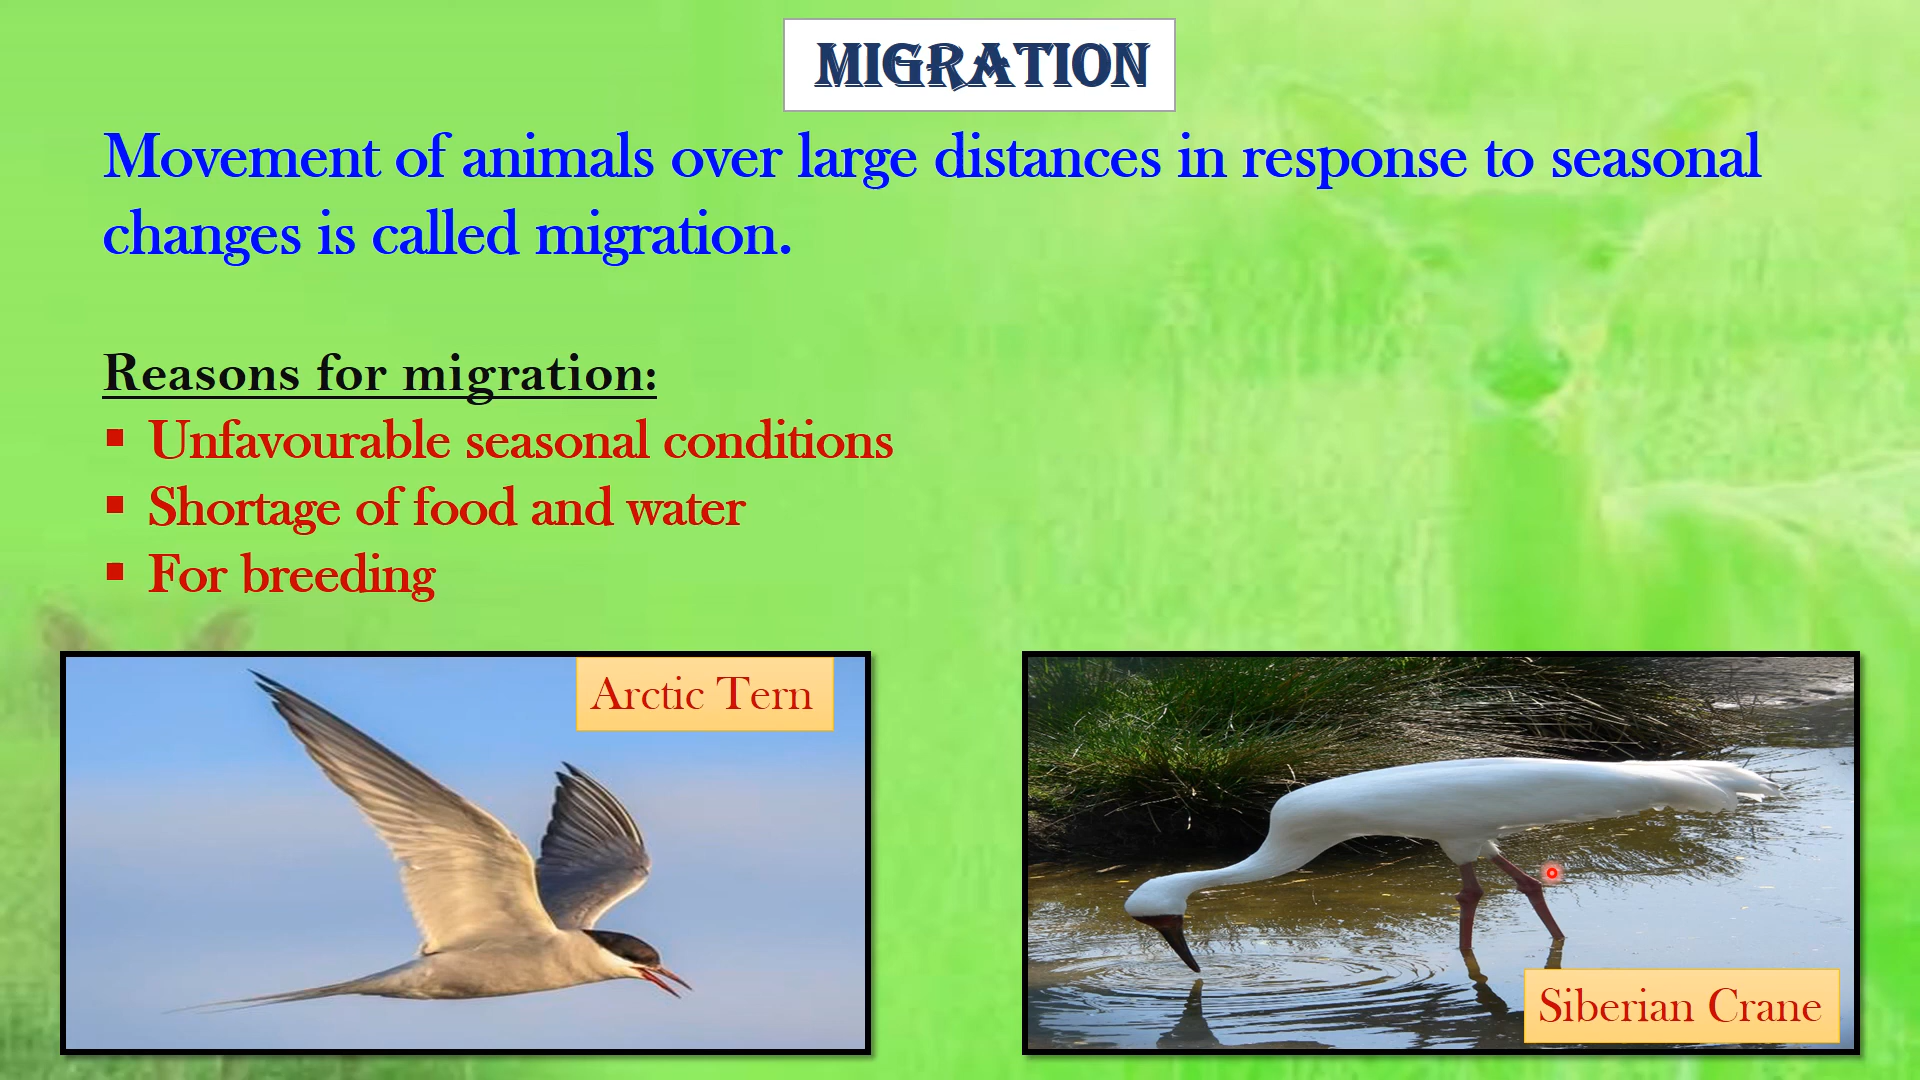 MIGRATION
Movement of animals over large distances in response to seasonal
changes is called migration.
Reasons for migration:
▪ Unfavourable seasonal conditions
▪ Shortage of food and water
▪ For breeding
Arctic Tern
Siberian Crane